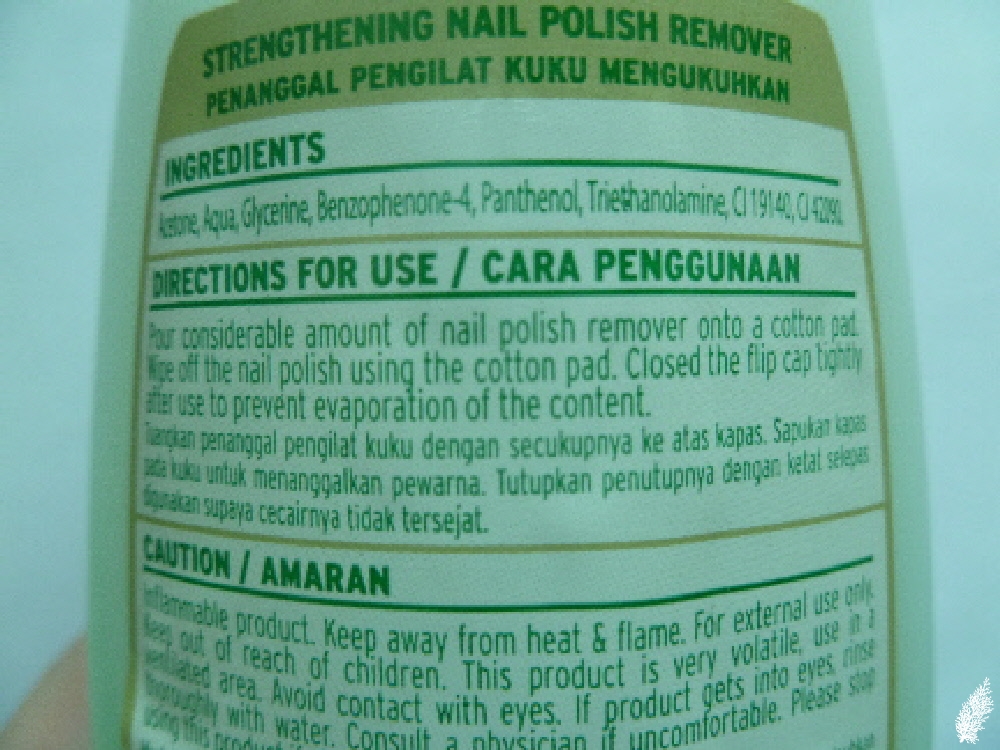 STRENGTHENING NAIL POLISH REMOVER
PENANGGAL PENGILAT KUKU MENGUKUHKAN
INGREDIENTS
Acetone, Aqua, Glycerine, Benzophenone-4, Panthenol, Triethanolamine, CI 19140, CI 42090.
DIRECTIONS FOR USE / CARA PENGGUNAAN
Pour considerable amount of nail polish remover onto a cotton pad.
Wipe off the nail polish using the cotton pad. Closed the flip cap tightly
after use to prevent evaporation of the content.
Tuangkan penanggal pengilat kuku dengan secukupnya ke atas kapas. Sapukan kapas
pada kuku untuk menanggalkan pewarna. Tutupkan penutupnya dengan ketat selepas
digunakan supaya cecairnya tidak tersejat.
CAUTION / AMARAN
Inflammable product. Keep away from heat & flame. For external use only.
Keep out of reach of children. This product is very volatile, use in a
ventilated area. Avoid contact with eyes. If product gets into eyes, rinse
thoroughly with water. Consult a physician if uncomfortable. Please stop
using this product if